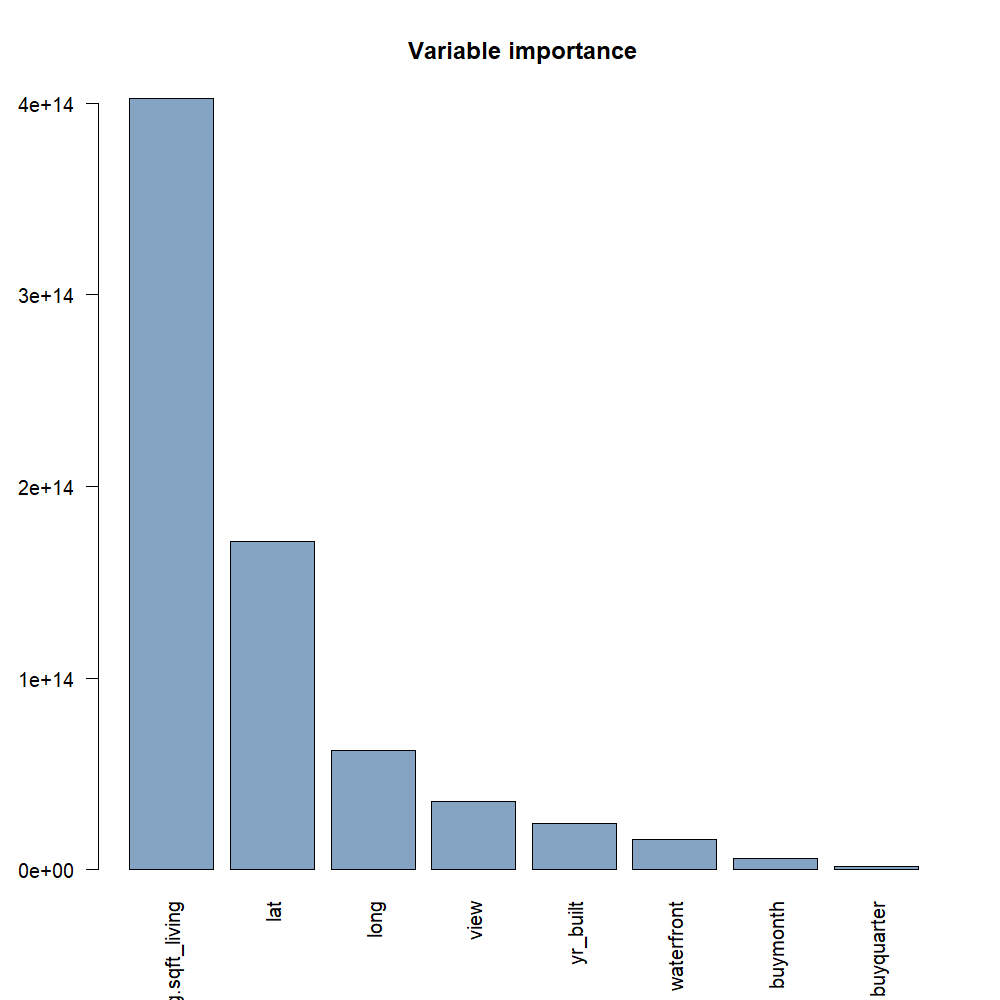 Variable importance
4e+14
3e+14
2e+14
1e+14
0e+00
g.sqft_living
lat
long
view
yr_built
waterfront
buymonth
buyquarter